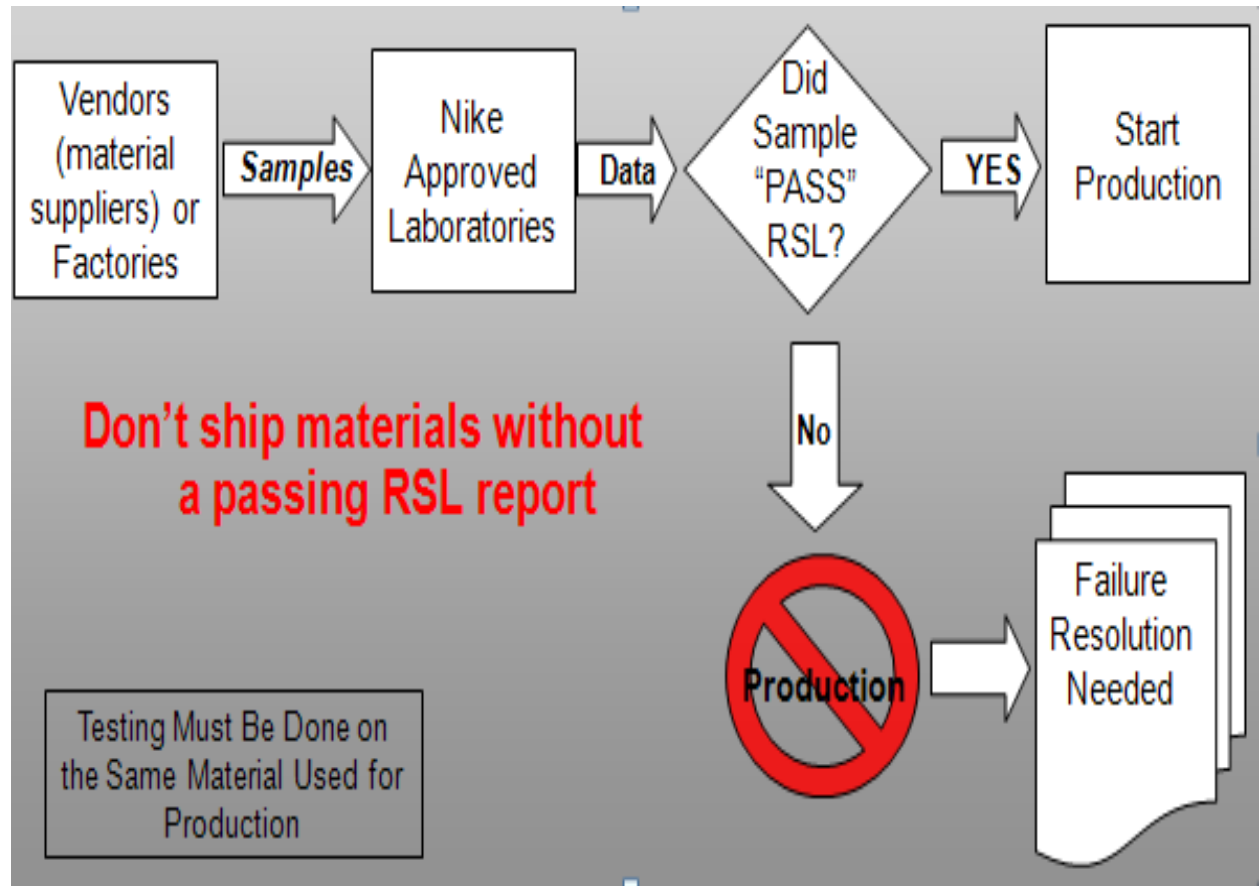 Vendors
(material
suppliers) or
Factories
Samples
Nike
Approved
Laboratories
Data
Did
Sample
“PASS”
RSL?
YES
Start
Production
No
Don’t ship materials without
a passing RSL report
Production
Failure
Resolution
Needed
Testing Must Be Done on
the Same Material Used for
Production